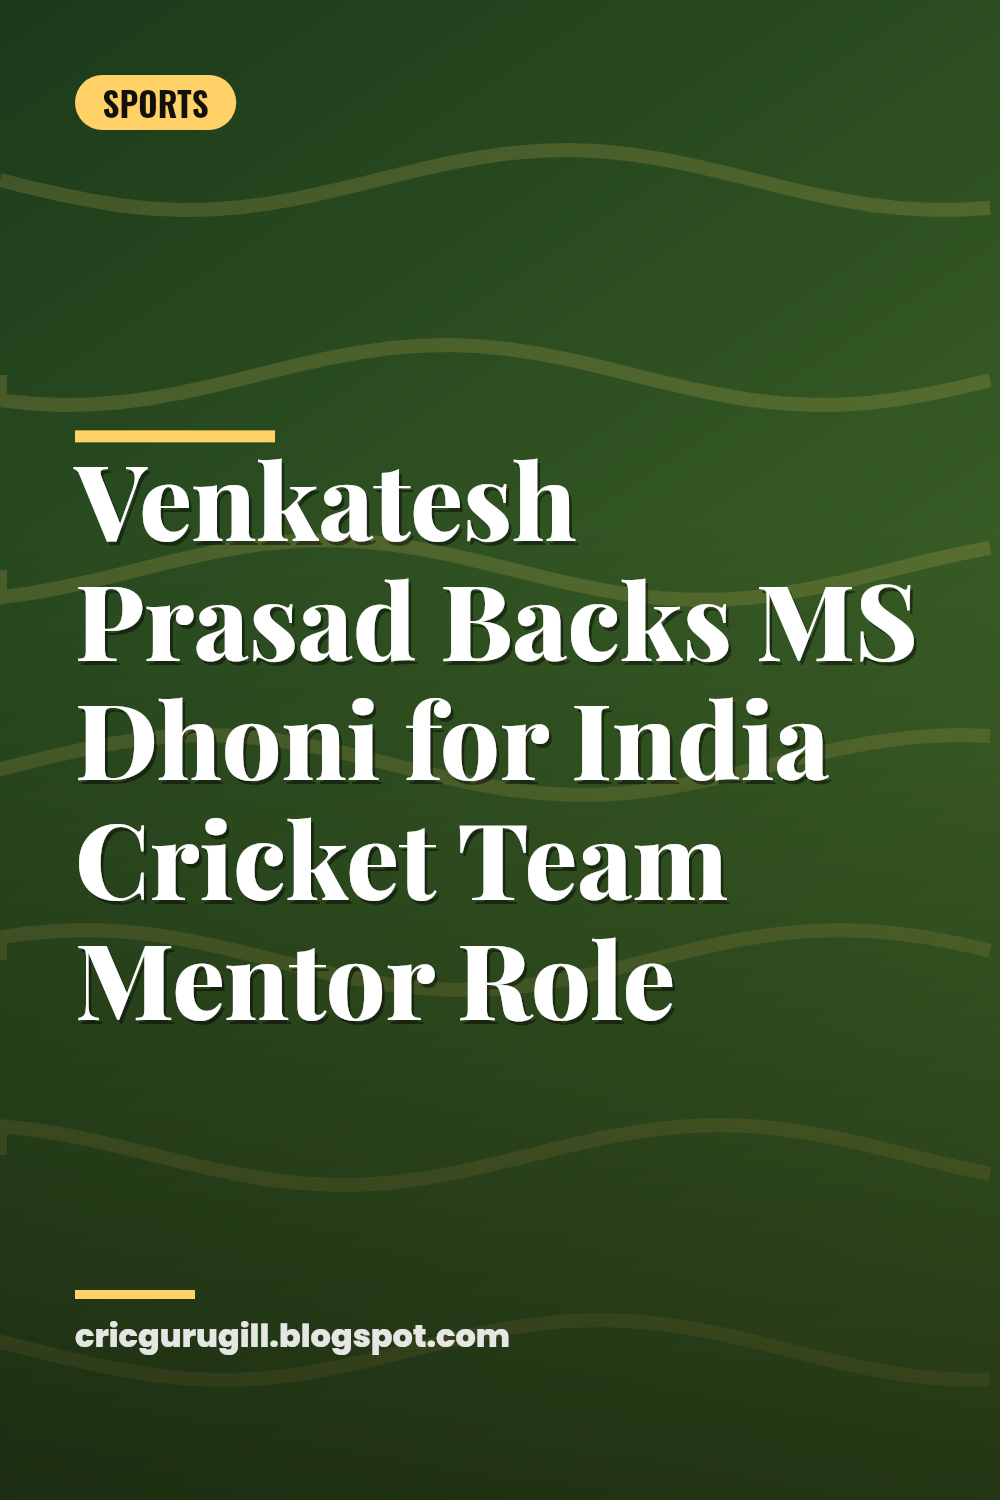 SPORTS
Venkatesh
Prasad Backs MS
Dhoni for India
Cricket Team
Mentor Role
cricgurugill.blogspot.com